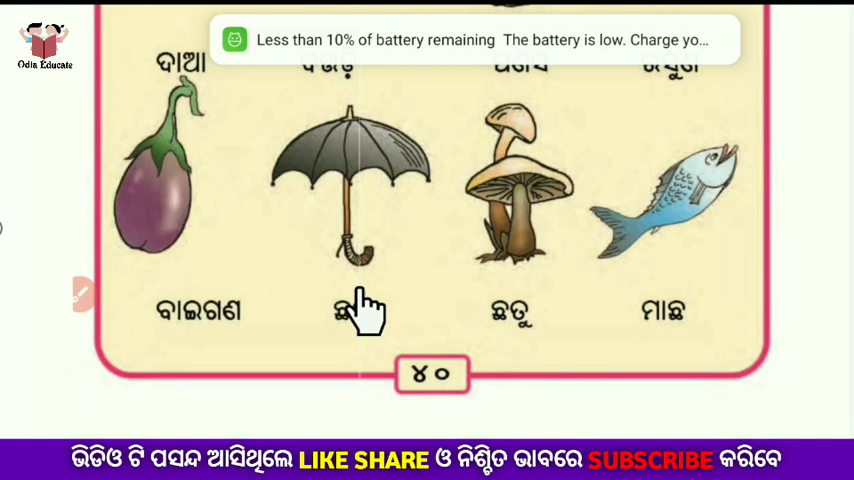 Less than 10% of battery remaining The battery is low. Charge yo...
Odia Educate
ଦାଆ
ବାଇଗଣ ଛତୁ ମାଛ
୪୦
ଭିଡିଓ ଟି ପସନ୍ଦ ଆସିଥିଲେ LIKE SHARE ଓ ନିଶ୍ଚିତ ଭାବରେ SUBSCRIBE କରିବେ